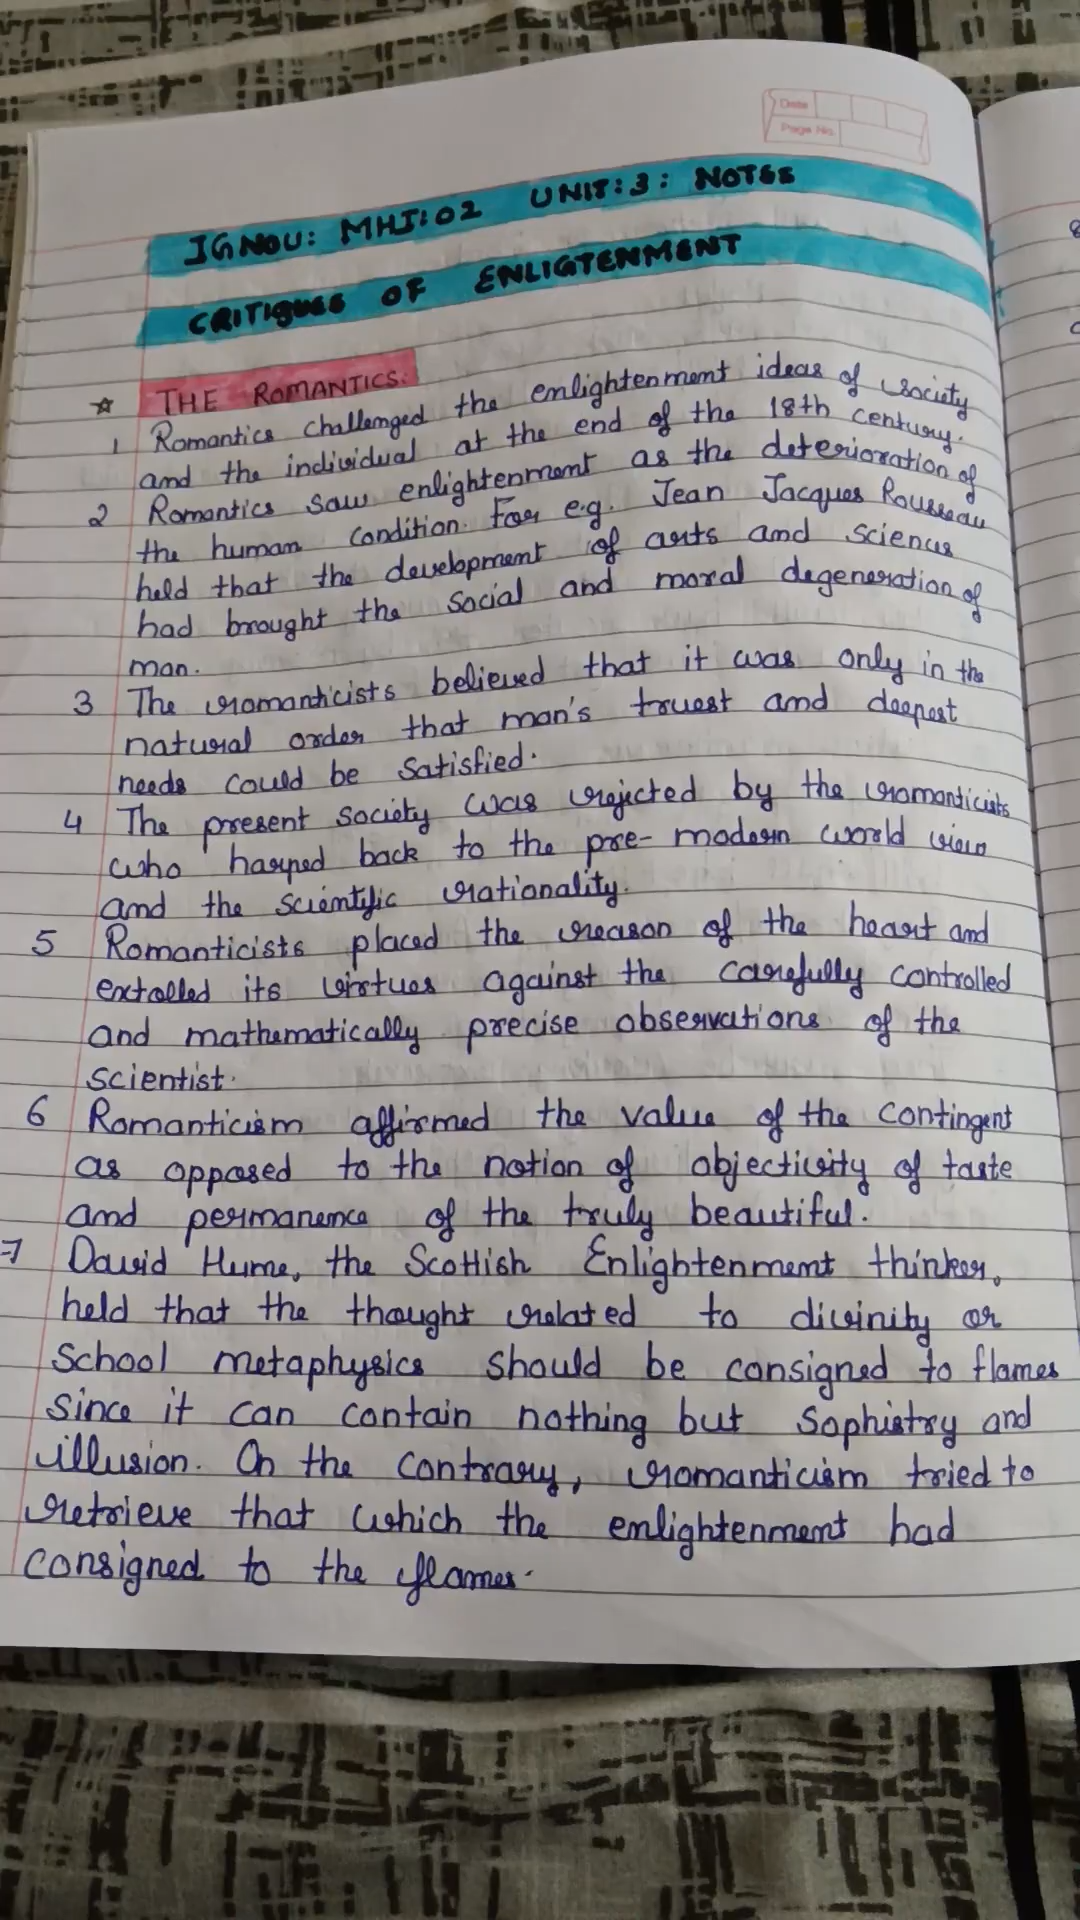 Date
Page No.
IGNOU: MHI:02 UNIT:3: NOTES
CRITIQUES OF ENLIGTENMENT
☆ THE ROMANTICS:
1 Romantics challenged the enlightenment ideas of society
and the individual at the end of the 18th century.
2 Romantics saw enlightenment as the deterioration of
the human condition. For e.g. Jean Jacques Rousseau
held that the development of arts and sciences
had brought the social and moral degeneration of
man.
3 The romanticists believed that it was only in the
natural order that man's truest and deepest
needs could be satisfied.
4 The present society was rejected by the romanticists
who harped back to the pre-modern world view
and the scientific rationality.
5 Romanticists placed the reason of the heart and
extolled its virtues against the carefully controlled
and mathematically precise observations of the
scientist.
6 Romanticism affirmed the value of the contingent
as opposed to the notion of objectivity of taste
and permanence of the truly beautiful.
7 David Hume, the Scottish Enlightenment thinker,
held that the thought related to divinity or
School metaphysics should be consigned to flames
since it can contain nothing but sophistry and
illusion. On the contrary, romanticism tried to
retrieve that which the enlightenment had
consigned to the flames.